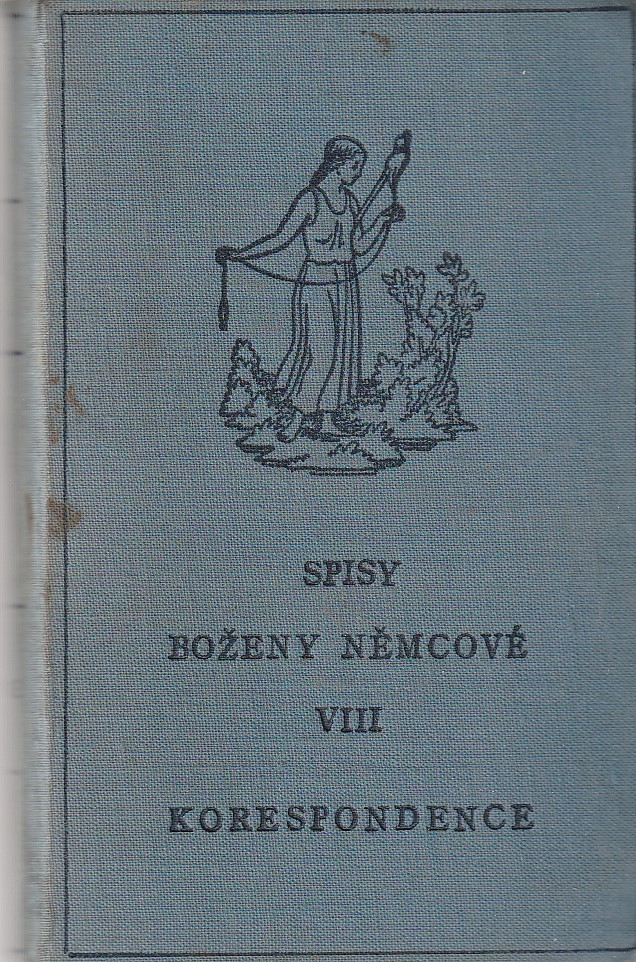 SPISY
BOŽENY NĚMCOVÉ
VIII
KORESPONDENCE